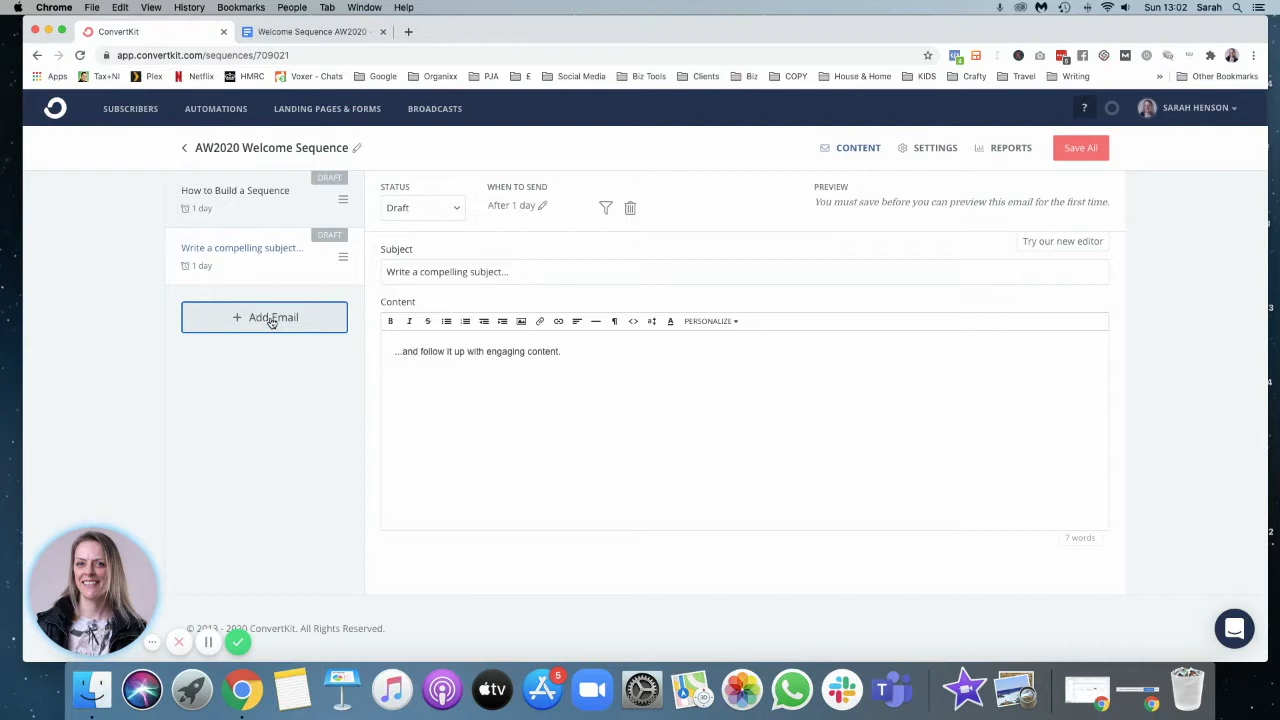 Chrome File Edit View History Bookmarks People Tab Window Help Sun 13:02 Sarah
ConvertKit
Welcome Sequence AW2020 -
app.convertkit.com/sequences/709021
Apps Tax+NI Plex Netflix HMRC Voxer - Chats Google Organixx PJA £ Social Media Biz Tools Clients Biz COPY House & Home KIDS Crafty Travel Writing » Other Bookmarks
SUBSCRIBERS AUTOMATIONS LANDING PAGES & FORMS BROADCASTS ? SARAH HENSON
AW2020 Welcome Sequence CONTENT SETTINGS REPORTS Save All
DRAFT
How to Build a Sequence
1 day
DRAFT
Write a compelling subject...
1 day
+ Add Email
STATUS WHEN TO SEND PREVIEW
Draft After 1 day You must save before you can preview this email for the first time.
Try our new editor
Subject
Write a compelling subject...
Content
B I S PERSONALIZE
...and follow it up with engaging content.
7 words
© 2013 - 2020 ConvertKit. All Rights Reserved.
5
tv
30